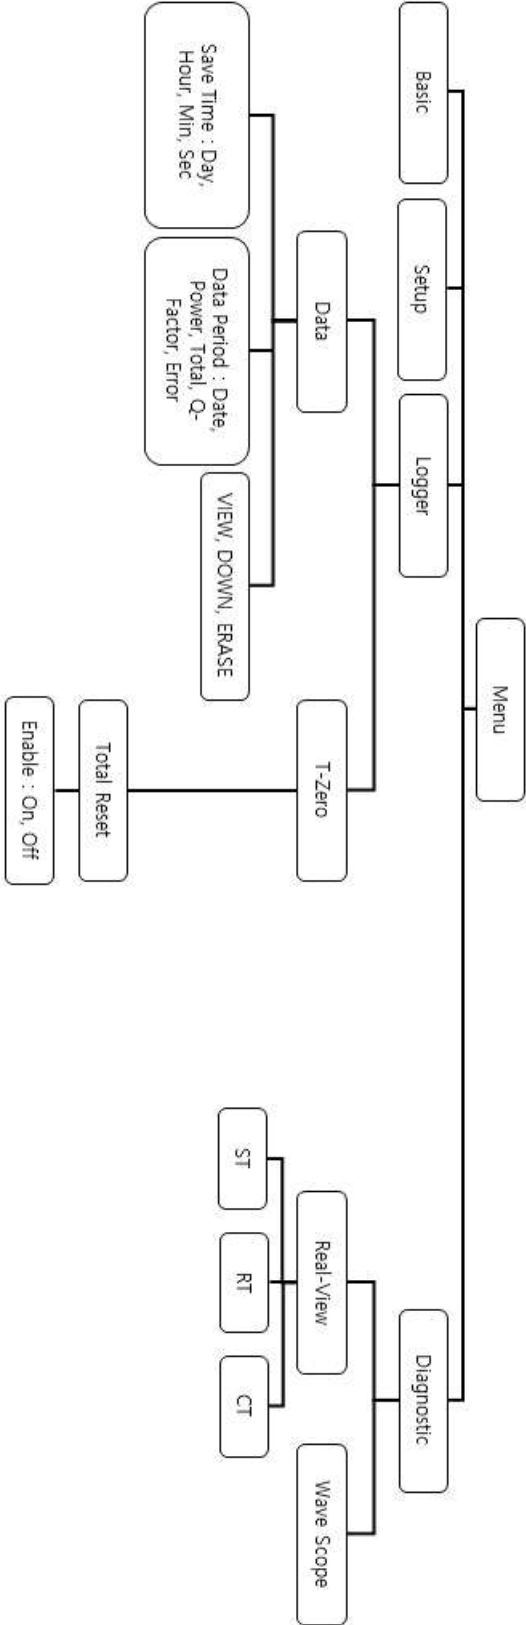 Menu
Basic
Setup
Logger
Diagnostic
Data
T-Zero
Real-View
Wave Scope
Save Time : Day,
Hour, Min, Sec
Data Period : Date,
Power, Total, Q-
Factor, Error
VIEW, DOWN, ERASE
ST
RT
CT
Total Reset
Enable : On, Off